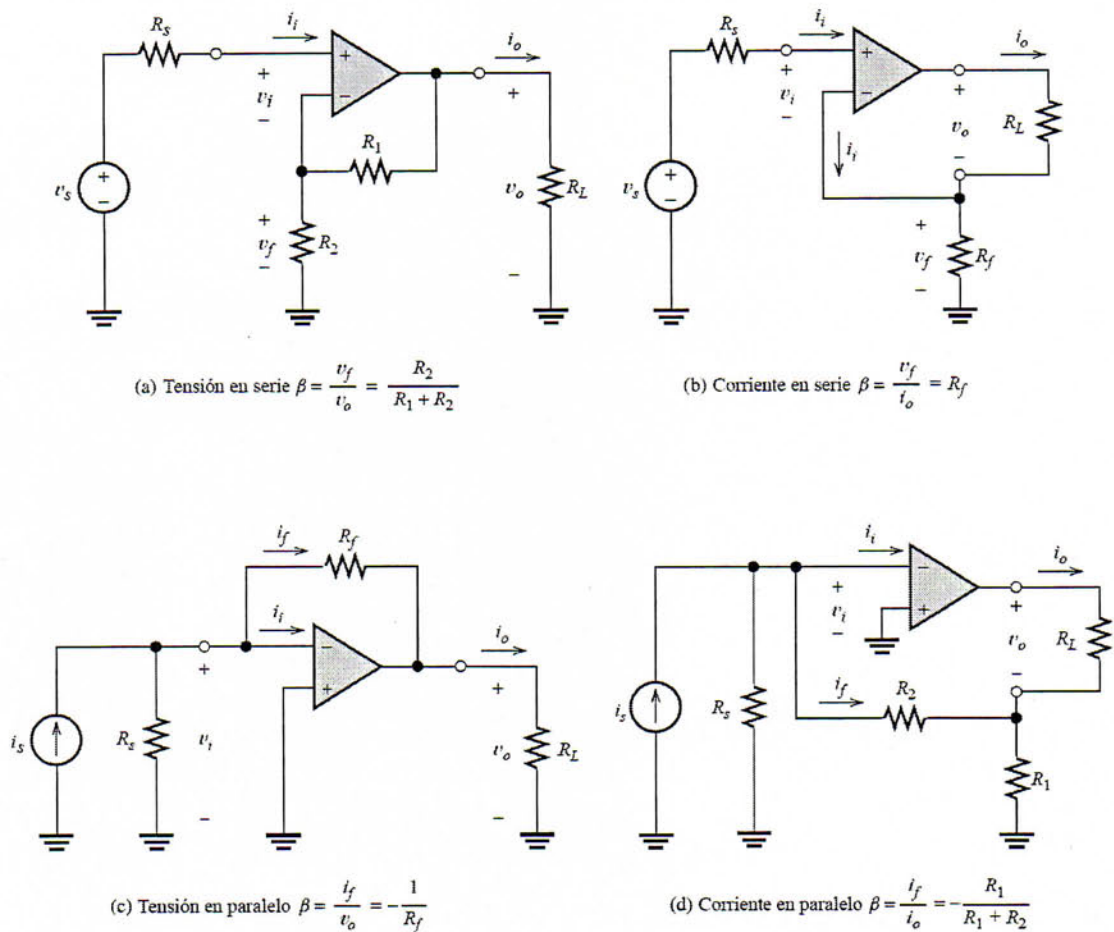 R_s
i_i
i_o
+
−
+
v_i
−
+
R_1
v_s
+
−
+
v_f
−
R_2
v_o
R_L
−
(a) Tensión en serie β = v_f / v_o = R_2 / (R_1 + R_2)
R_s
i_i
i_o
+
−
+
v_i
−
+
v_o
−
R_L
i_i
v_s
+
−
+
v_f
−
R_f
(b) Corriente en serie β = v_f / i_o = R_f
i_f
R_f
i_i
i_o
−
+
+
+
i_s
R_s
v_i
v_o
R_L
−
−
(c) Tensión en paralelo β = i_f / v_o = − 1 / R_f
i_i
i_o
−
+
+
v_i
−
+
v_o
−
R_L
i_f
R_2
i_s
R_s
R_1
(d) Corriente en paralelo β = i_f / i_o = − R_1 / (R_1 + R_2)